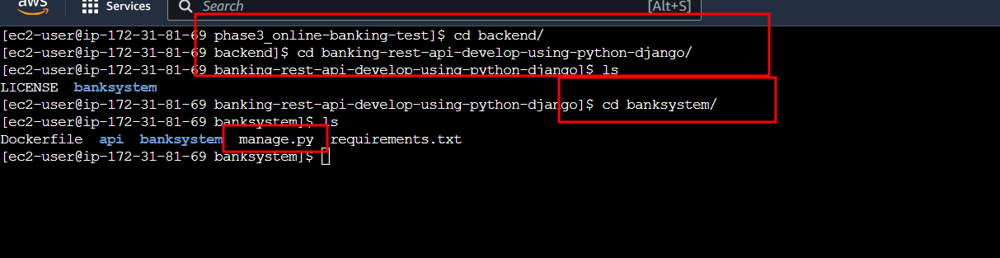 aws Services Search [Alt+S]
[ec2-user@ip-172-31-81-69 phase3_online-banking-test]$ cd backend/
[ec2-user@ip-172-31-81-69 backend]$ cd banking-rest-api-develop-using-python-django/
[ec2-user@ip-172-31-81-69 banking-rest-api-develop-using-python-django]$ ls
LICENSE banksystem
[ec2-user@ip-172-31-81-69 banking-rest-api-develop-using-python-django]$ cd banksystem/
[ec2-user@ip-172-31-81-69 banksystem]$ ls
Dockerfile api banksystem manage.py requirements.txt
[ec2-user@ip-172-31-81-69 banksystem]$